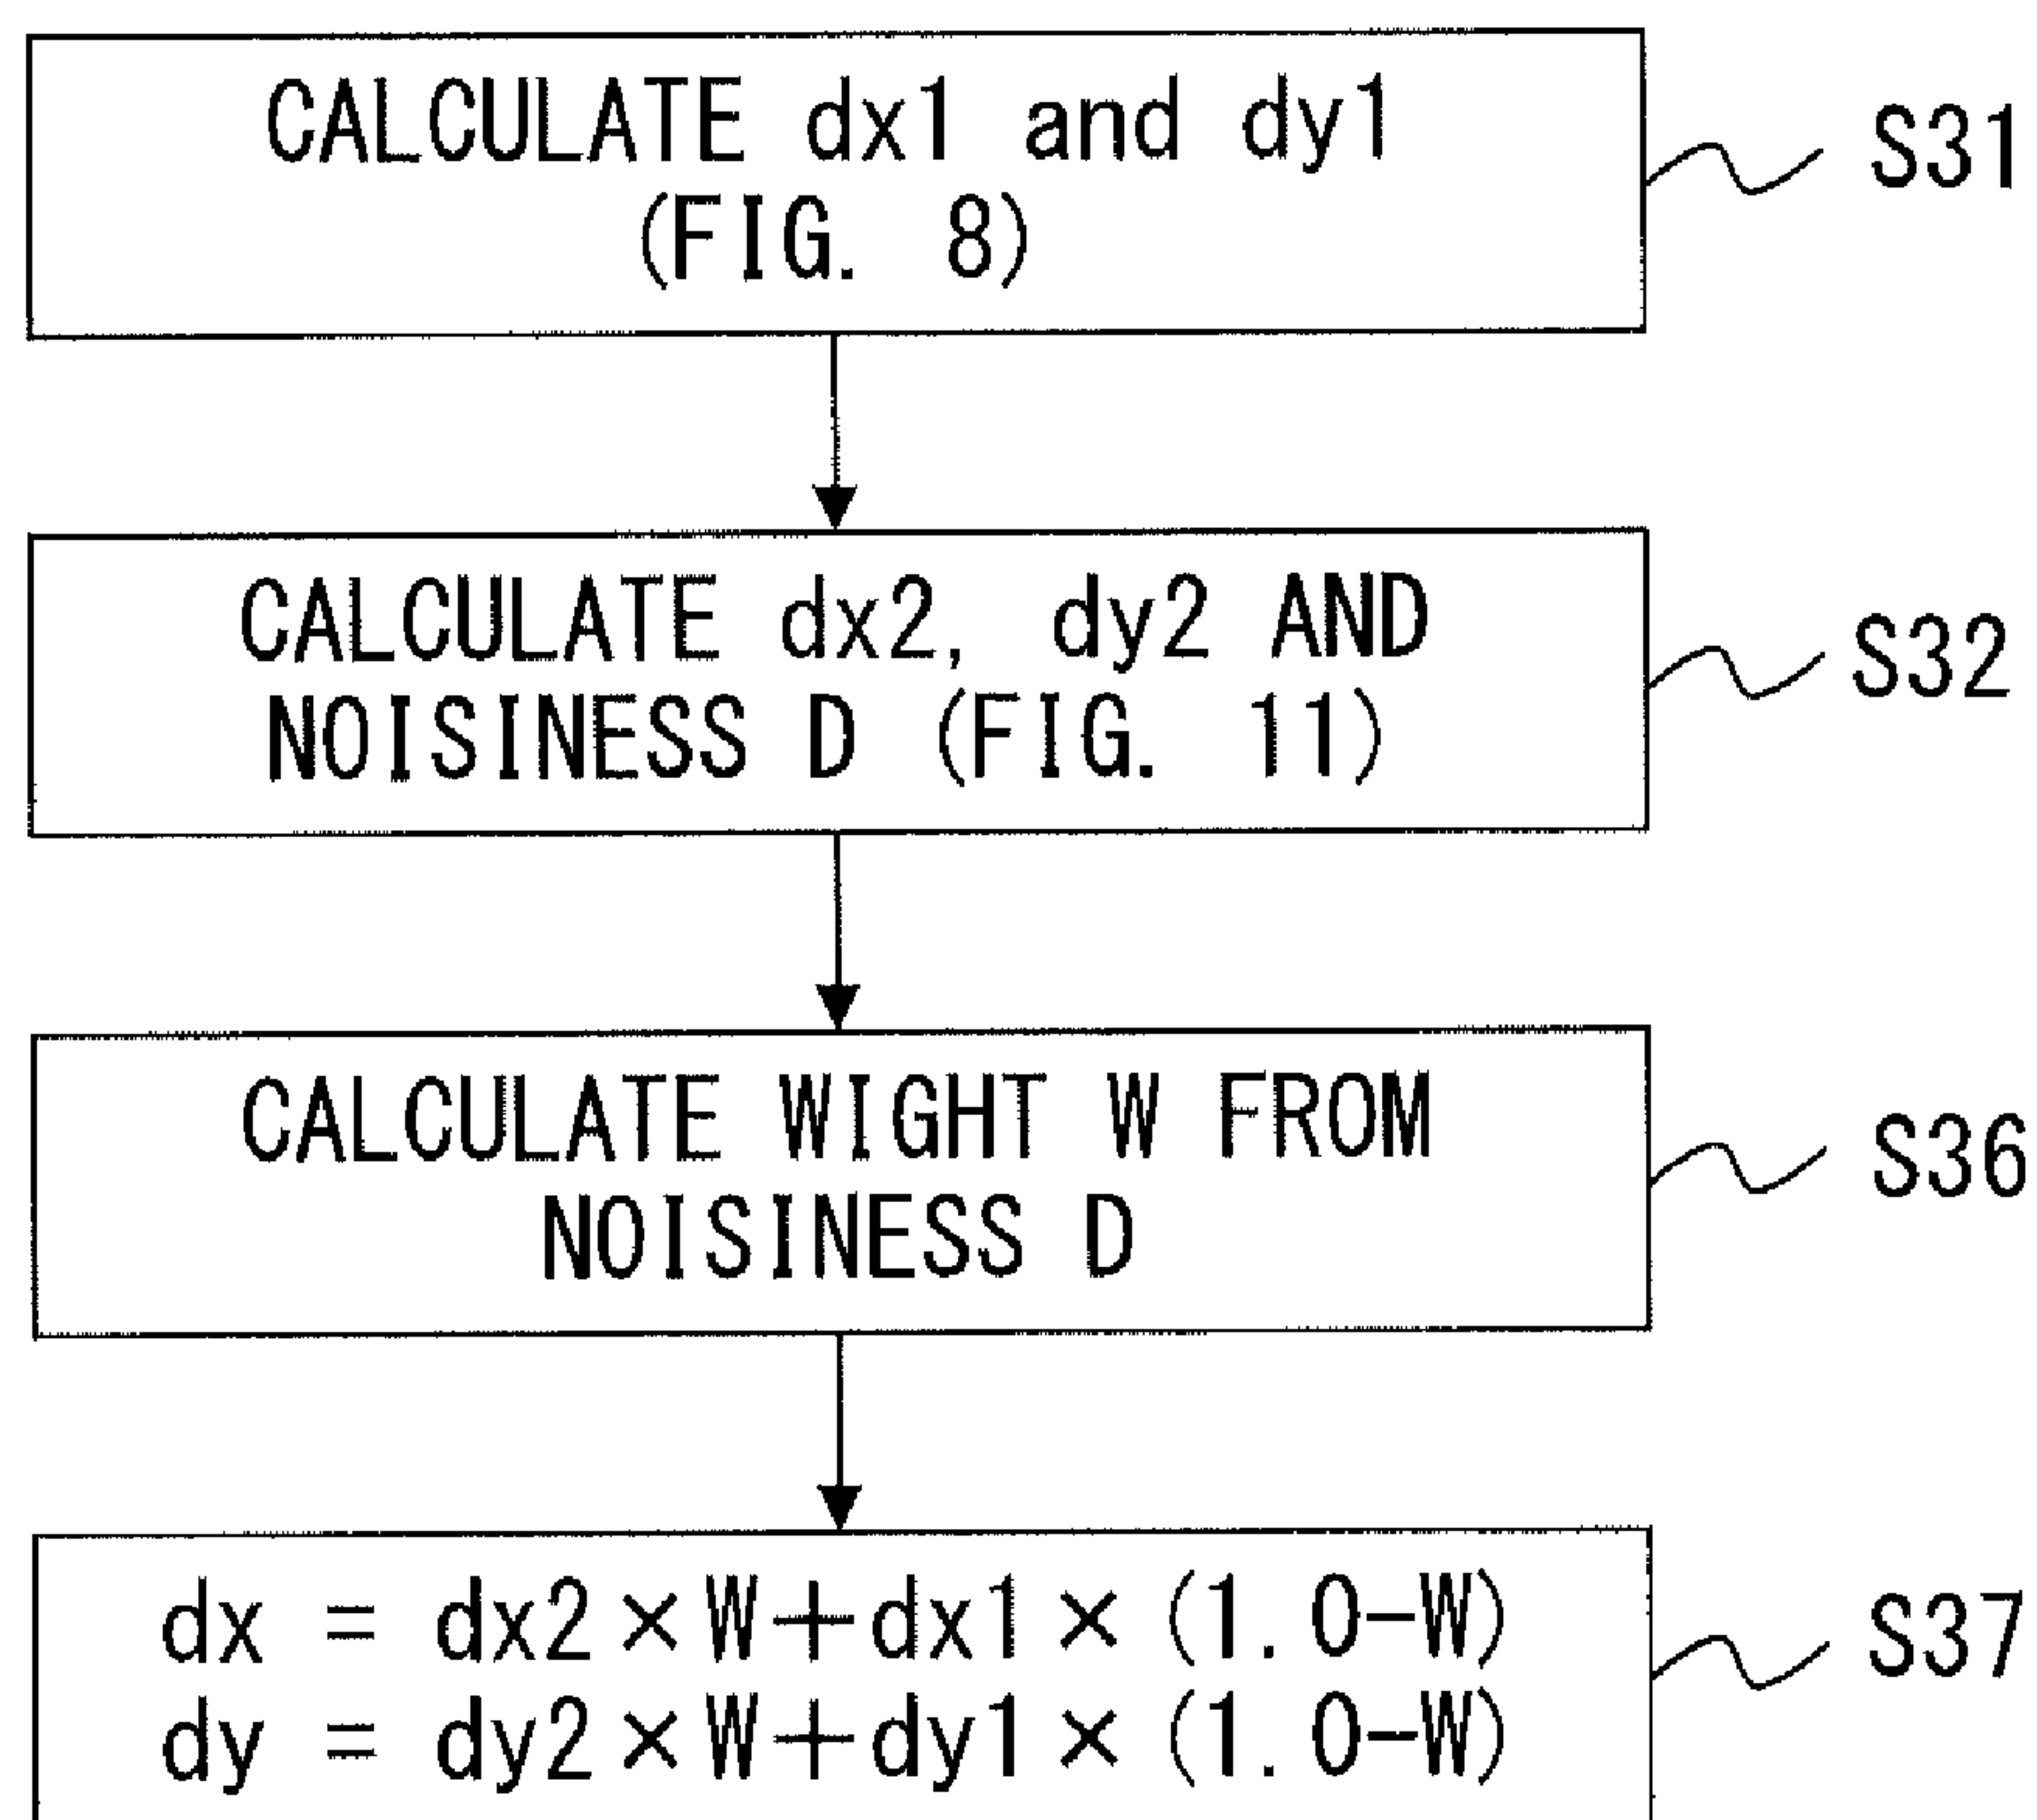 CALCULATE dx1 and dy1
(FIG. 8)
S31
CALCULATE dx2, dy2 AND
NOISINESS D (FIG. 11)
S32
CALCULATE WIGHT W FROM
NOISINESS D
S36
dx = dx2×W+dx1×(1.0-W)
dy = dy2×W+dy1×(1.0-W)
S37